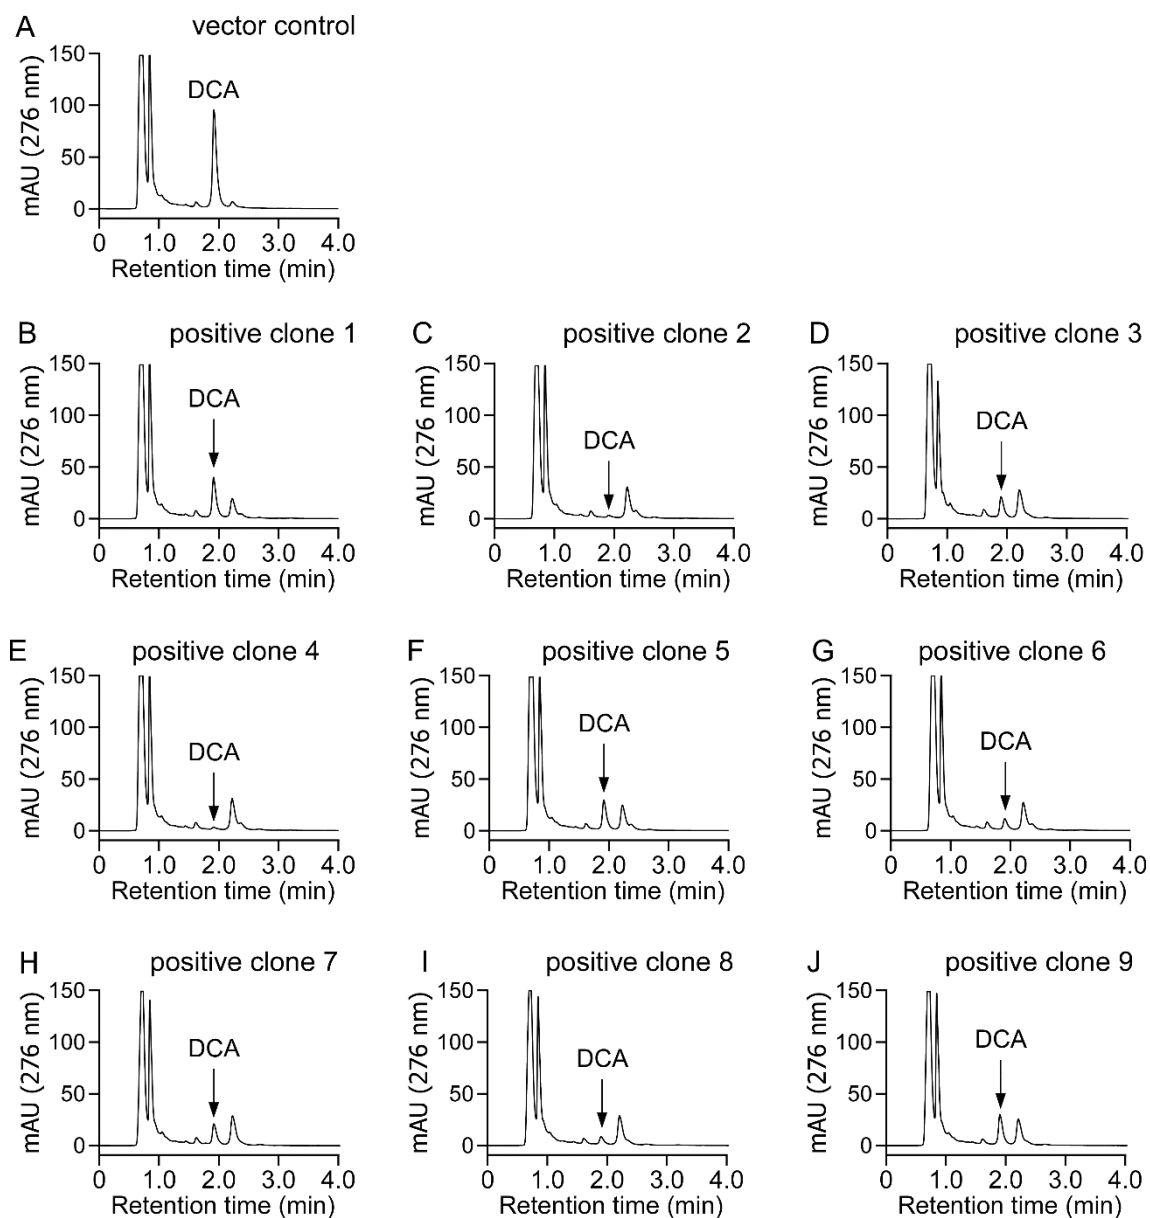 A vector control
mAU (276 nm)
150
100
50
0
DCA
0 1.0 2.0 3.0 4.0
Retention time (min)
B positive clone 1
mAU (276 nm)
150
100
50
0
DCA
0 1.0 2.0 3.0 4.0
Retention time (min)
C positive clone 2
mAU (276 nm)
150
100
50
0
DCA
0 1.0 2.0 3.0 4.0
Retention time (min)
D positive clone 3
mAU (276 nm)
150
100
50
0
DCA
0 1.0 2.0 3.0 4.0
Retention time (min)
E positive clone 4
mAU (276 nm)
150
100
50
0
DCA
0 1.0 2.0 3.0 4.0
Retention time (min)
F positive clone 5
mAU (276 nm)
150
100
50
0
DCA
0 1.0 2.0 3.0 4.0
Retention time (min)
G positive clone 6
mAU (276 nm)
150
100
50
0
DCA
0 1.0 2.0 3.0 4.0
Retention time (min)
H positive clone 7
mAU (276 nm)
150
100
50
0
DCA
0 1.0 2.0 3.0 4.0
Retention time (min)
I positive clone 8
mAU (276 nm)
150
100
50
0
DCA
0 1.0 2.0 3.0 4.0
Retention time (min)
J positive clone 9
mAU (276 nm)
150
100
50
0
DCA
0 1.0 2.0 3.0 4.0
Retention time (min)